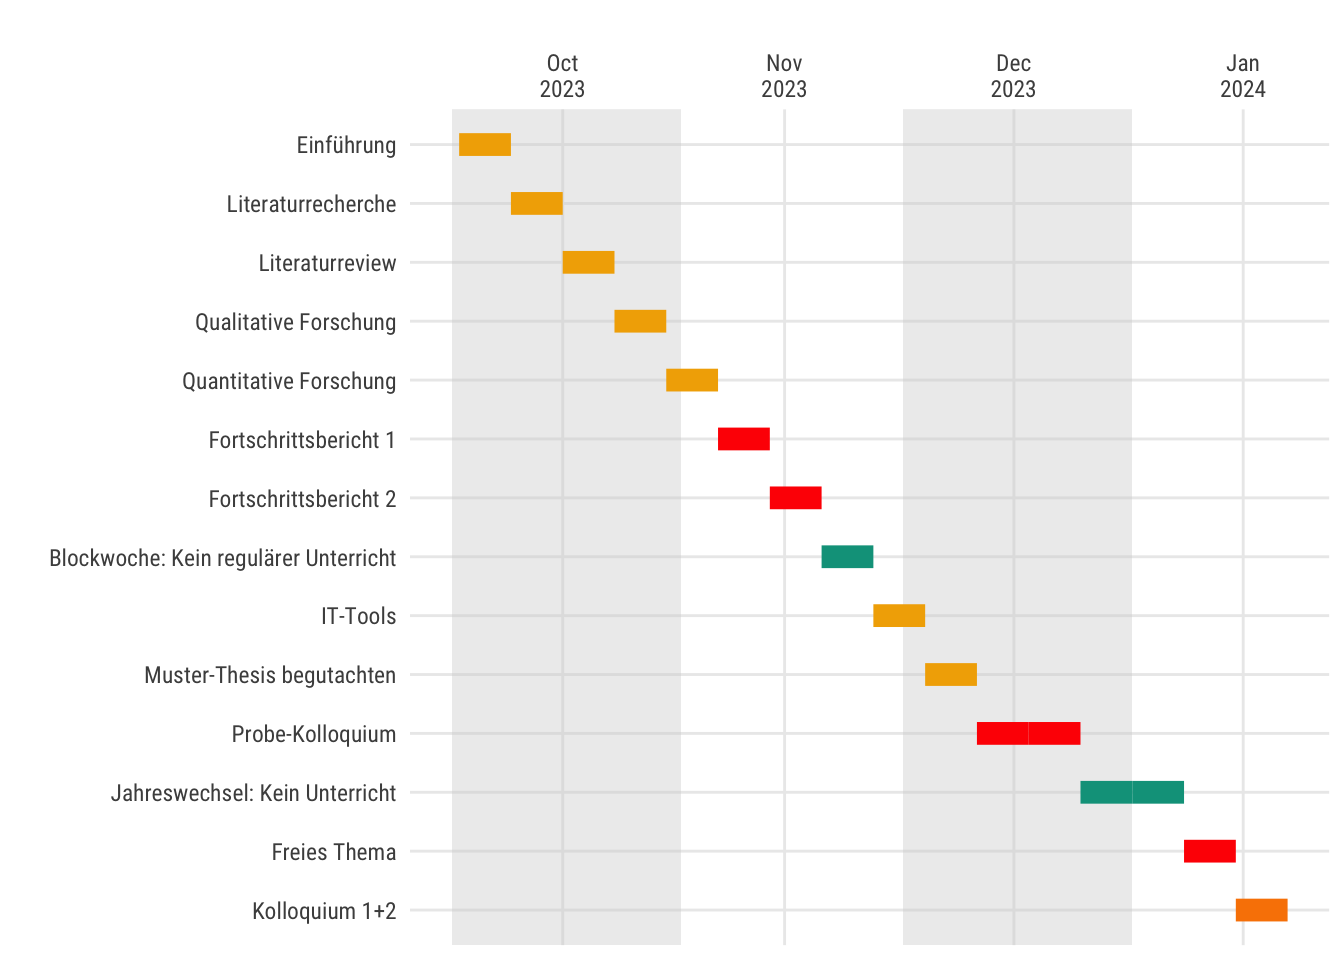 Oct
2023
Nov
2023
Dec
2023
Jan
2024
Einführung
Literaturrecherche
Literaturreview
Qualitative Forschung
Quantitative Forschung
Fortschrittsbericht 1
Fortschrittsbericht 2
Blockwoche: Kein regulärer Unterricht
IT-Tools
Muster-Thesis begutachten
Probe-Kolloquium
Jahreswechsel: Kein Unterricht
Freies Thema
Kolloquium 1+2